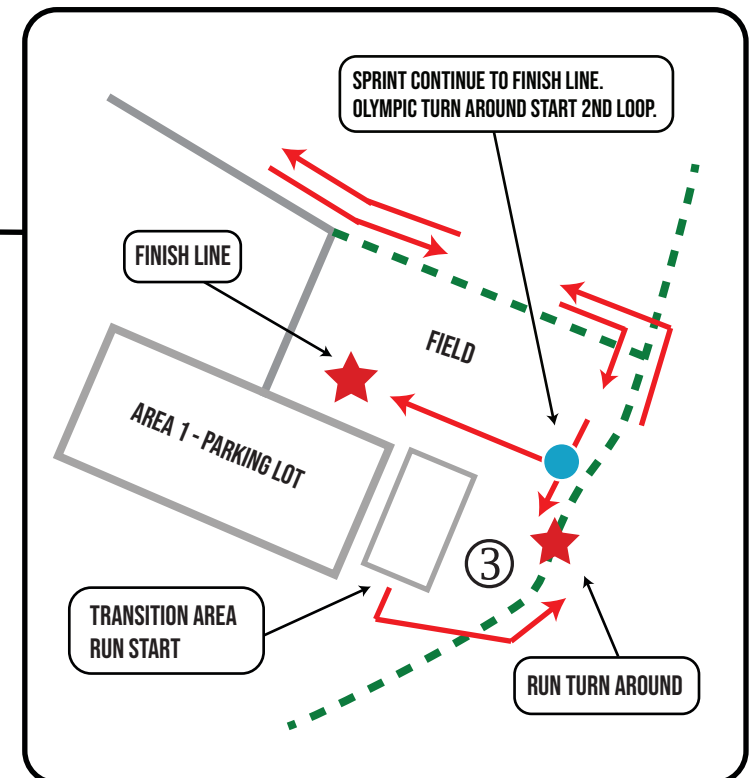 SPRINT CONTINUE TO FINISH LINE.
OLYMPIC TURN AROUND START 2ND LOOP.
FINISH LINE
FIELD
AREA 1 - PARKING LOT
3
TRANSITION AREA
RUN START
RUN TURN AROUND